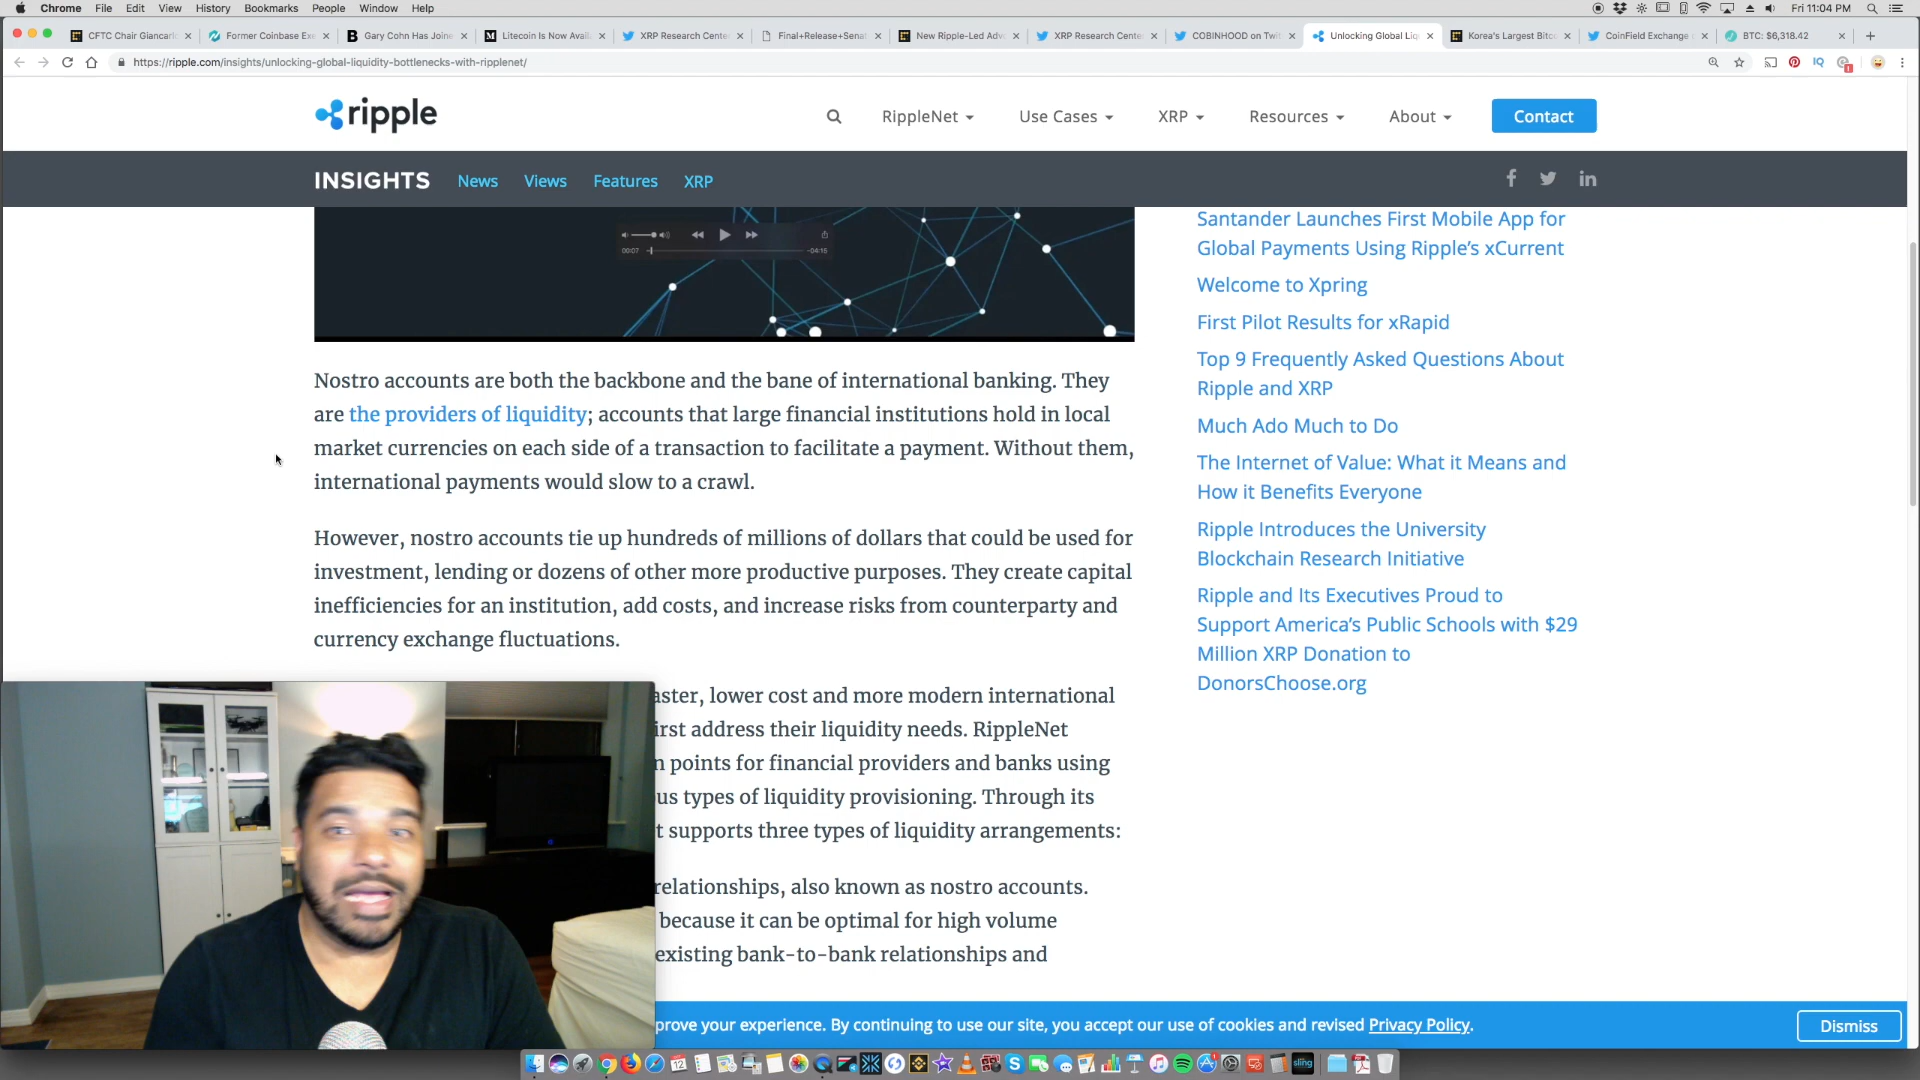 Chrome File Edit View History Bookmarks People Window Help Fri 11:04 PM
CFTC Chair Giancarlo Former Coinbase Exe Gary Cohn Has Joine Litecoin Is Now Avail XRP Research Cente Final+Release+Senat New Ripple-Led Advo XRP Research Cente COBINHOOD on Twit Unlocking Global Liq Korea's Largest Bitco CoinField Exchange BTC: $6,318.42
https://ripple.com/insights/unlocking-global-liquidity-bottlenecks-with-ripplenet/
ripple RippleNet Use Cases XRP Resources About Contact
INSIGHTS News Views Features XRP
00:07 -04:15
Nostro accounts are both the backbone and the bane of international banking. They
are the providers of liquidity; accounts that large financial institutions hold in local
market currencies on each side of a transaction to facilitate a payment. Without them,
international payments would slow to a crawl.
However, nostro accounts tie up hundreds of millions of dollars that could be used for
investment, lending or dozens of other more productive purposes. They create capital
inefficiencies for an institution, add costs, and increase risks from counterparty and
currency exchange fluctuations.
aster, lower cost and more modern international
irst address their liquidity needs. RippleNet
n points for financial providers and banks using
us types of liquidity provisioning. Through its
t supports three types of liquidity arrangements:
relationships, also known as nostro accounts.
because it can be optimal for high volume
existing bank-to-bank relationships and
Santander Launches First Mobile App for
Global Payments Using Ripple's xCurrent
Welcome to Xpring
First Pilot Results for xRapid
Top 9 Frequently Asked Questions About
Ripple and XRP
Much Ado Much to Do
The Internet of Value: What it Means and
How it Benefits Everyone
Ripple Introduces the University
Blockchain Research Initiative
Ripple and Its Executives Proud to
Support America's Public Schools with $29
Million XRP Donation to
DonorsChoose.org
prove your experience. By continuing to use our site, you accept our use of cookies and revised Privacy Policy. Dismiss
sling